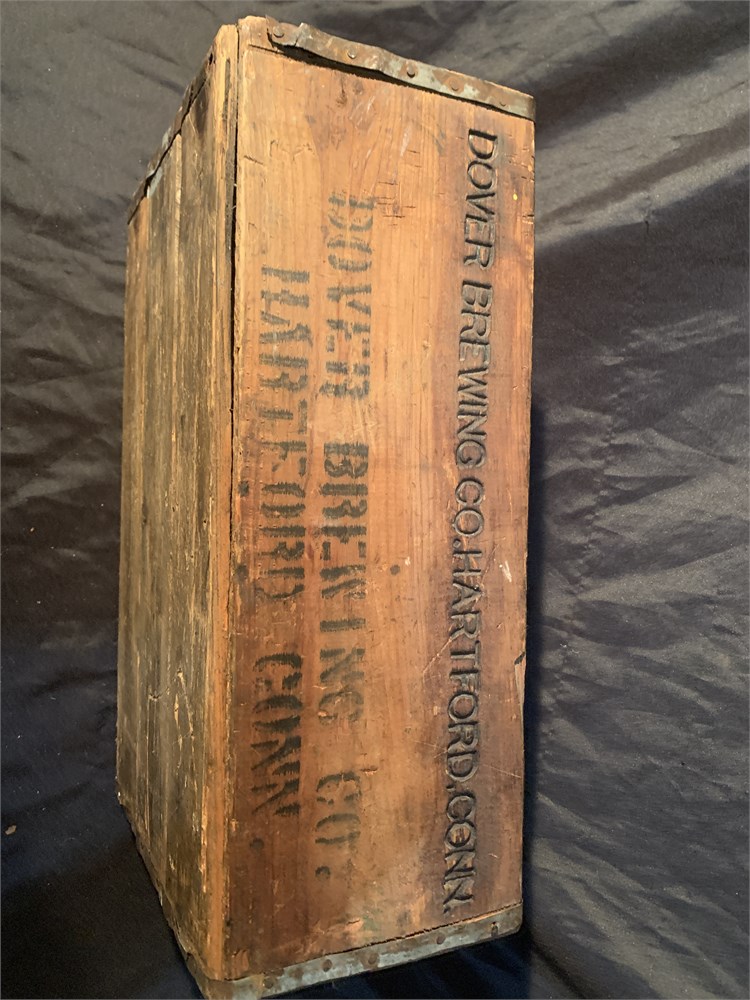 DOVER BREWING CO. HARTFORD. CONN.
DOVER BREWING CO.
HARTFORD CONN.